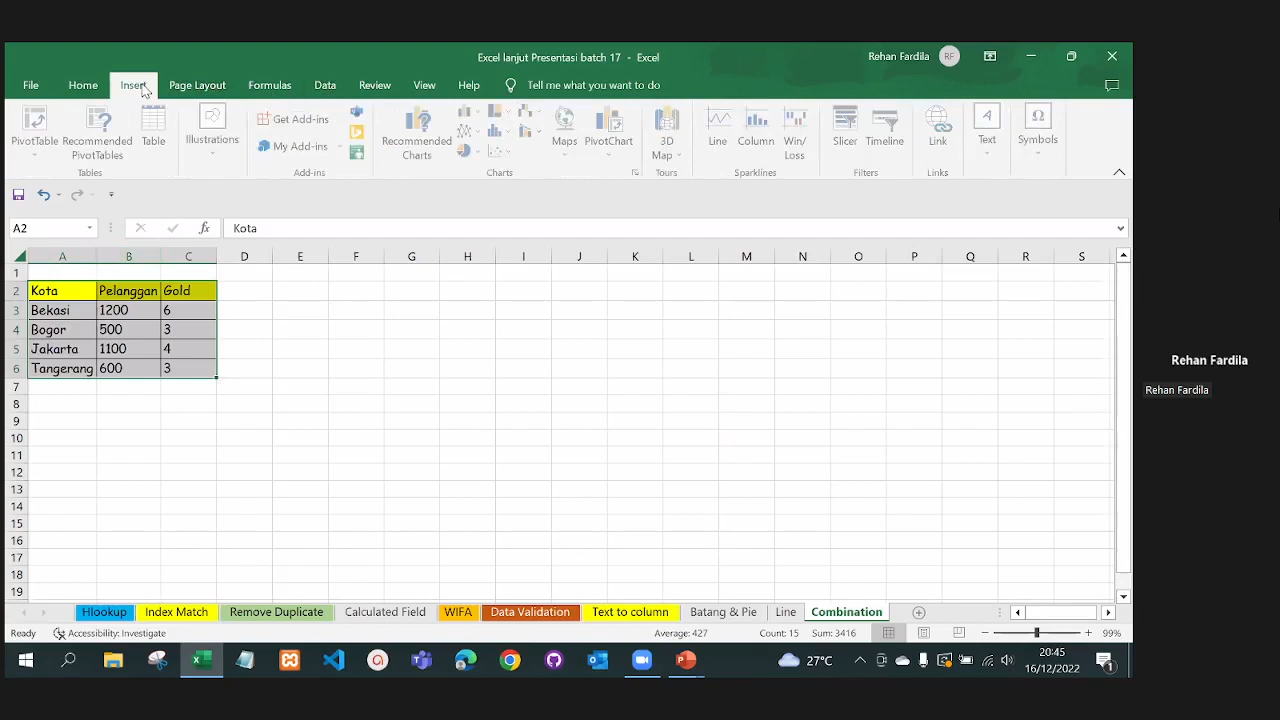 Excel lanjut Presentasi batch 17 - Excel
Rehan Fardila RF
File Home Insert Page Layout Formulas Data Review View Help Tell me what you want to do
PivotTable Recommended PivotTables Table
Tables
Illustrations
Get Add-ins
My Add-ins
Add-ins
Recommended Charts
Maps PivotChart
Charts
3D Map
Tours
Line Column Win/Loss
Sparklines
Slicer Timeline
Filters
Link
Links
Text
Symbols
A2 fx Kota
A B C D E F G H I J K L M N O P Q R S
1
2 Kota Pelanggan Gold
3 Bekasi 1200 6
4 Bogor 500 3
5 Jakarta 1100 4
6 Tangerang 600 3
7
8
9
10
11
12
13
14
15
16
17
18
19
Rehan Fardila
Rehan Fardila
Hlookup Index Match Remove Duplicate Calculated Field WIFA Data Validation Text to column Batang & Pie Line Combination
Ready Accessibility: Investigate Average: 427 Count: 15 Sum: 3416 99%
27°C 20:45
16/12/2022 1